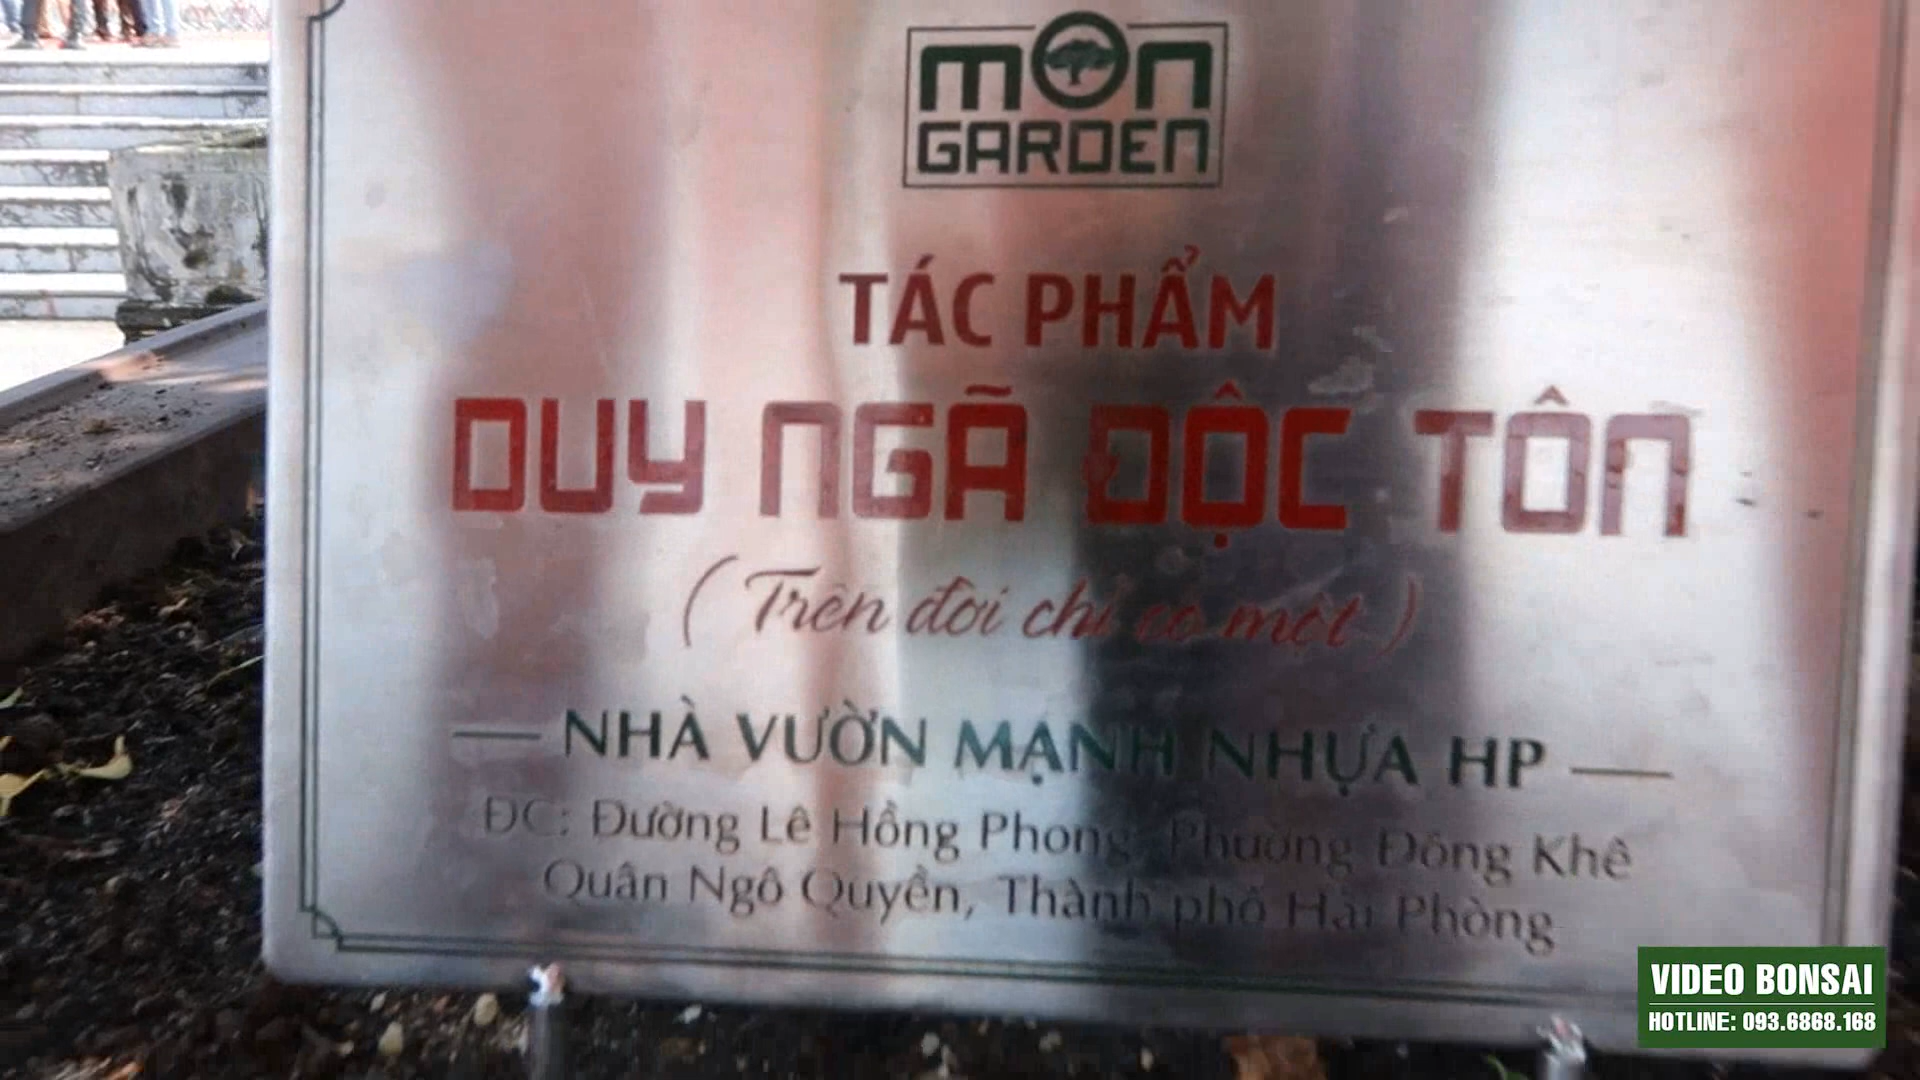 MON
GARDEN
TÁC PHẨM
DUY NGÃ ĐỘC TÔN
( Trên đời chỉ có một )
NHÀ VƯỜN MẠNH NHỰA HP
ĐC: Đường Lê Hồng Phong, Phường Đông Khê
Quận Ngô Quyền, Thành phố Hải Phòng
VIDEO BONSAI
HOTLINE: 093.6868.168